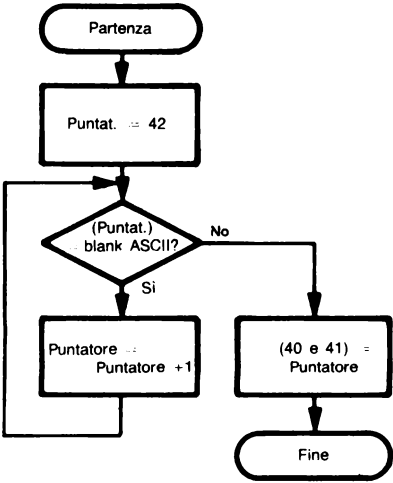 Partenza
Puntat. = 42
(Puntat.)
= blank ASCII?
No
Si
Puntatore =
Puntatore +1
(40 e 41) =
Puntatore
Fine